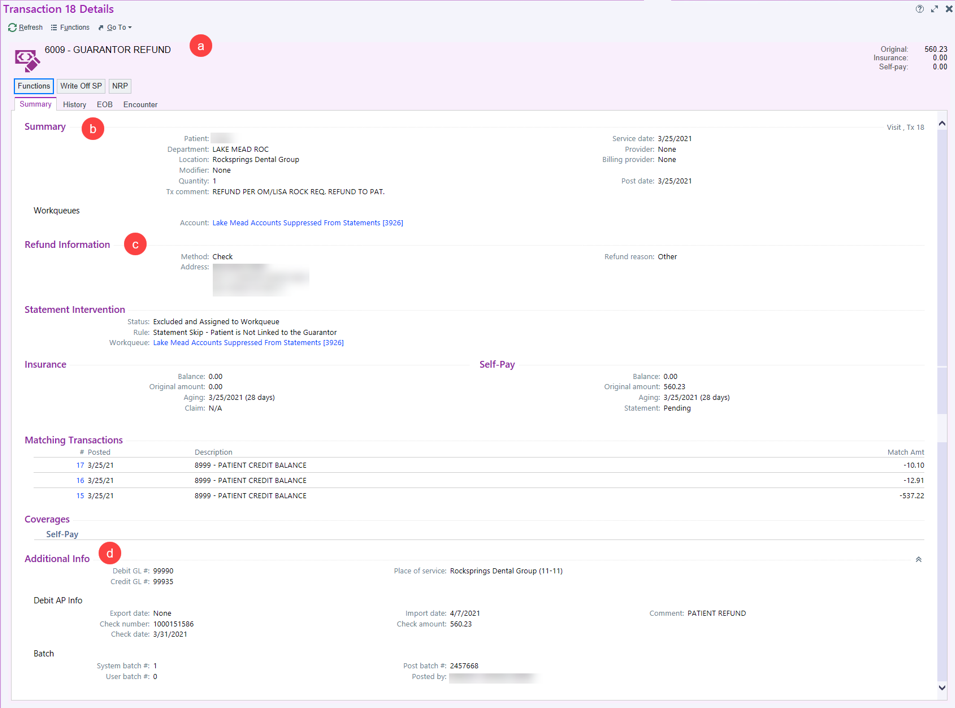 Transaction 18 Details
Refresh Functions Go To
6009 - GUARANTOR REFUND a
Original: 560.23
Insurance: 0.00
Self-pay: 0.00
Functions Write Off SP NRP
Summary History EOB Encounter
Summary b Visit , Tx 18
Patient: Service date: 3/25/2021
Department: LAKE MEAD ROC Provider: None
Location: Rocksprings Dental Group Billing provider: None
Modifier: None
Quantity: 1 Post date: 3/25/2021
Tx comment: REFUND PER OM/LISA ROCK REQ. REFUND TO PAT.
Workqueues
Account: Lake Mead Accounts Suppressed From Statements [3926]
Refund Information c
Method: Check Refund reason: Other
Address:
Statement Intervention
Status: Excluded and Assigned to Workqueue
Rule: Statement Skip - Patient is Not Linked to the Guarantor
Workqueue: Lake Mead Accounts Suppressed From Statements [3926]
Insurance Self-Pay
Balance: 0.00 Balance: 0.00
Original amount: 0.00 Original amount: 560.23
Aging: 3/25/2021 (28 days) Aging: 3/25/2021 (28 days)
Claim: N/A Statement: Pending
Matching Transactions
# Posted Description Match Amt
17 3/25/21 8999 - PATIENT CREDIT BALANCE -10.10
16 3/25/21 8999 - PATIENT CREDIT BALANCE -12.91
15 3/25/21 8999 - PATIENT CREDIT BALANCE -537.22
Coverages
Self-Pay
Additional Info d
Debit GL #: 99990 Place of service: Rocksprings Dental Group (11-11)
Credit GL #: 99935
Debit AP Info
Export date: None Import date: 4/7/2021 Comment: PATIENT REFUND
Check number: 1000151586 Check amount: 560.23
Check date: 3/31/2021
Batch
System batch #: 1 Post batch #: 2457668
User batch #: 0 Posted by: